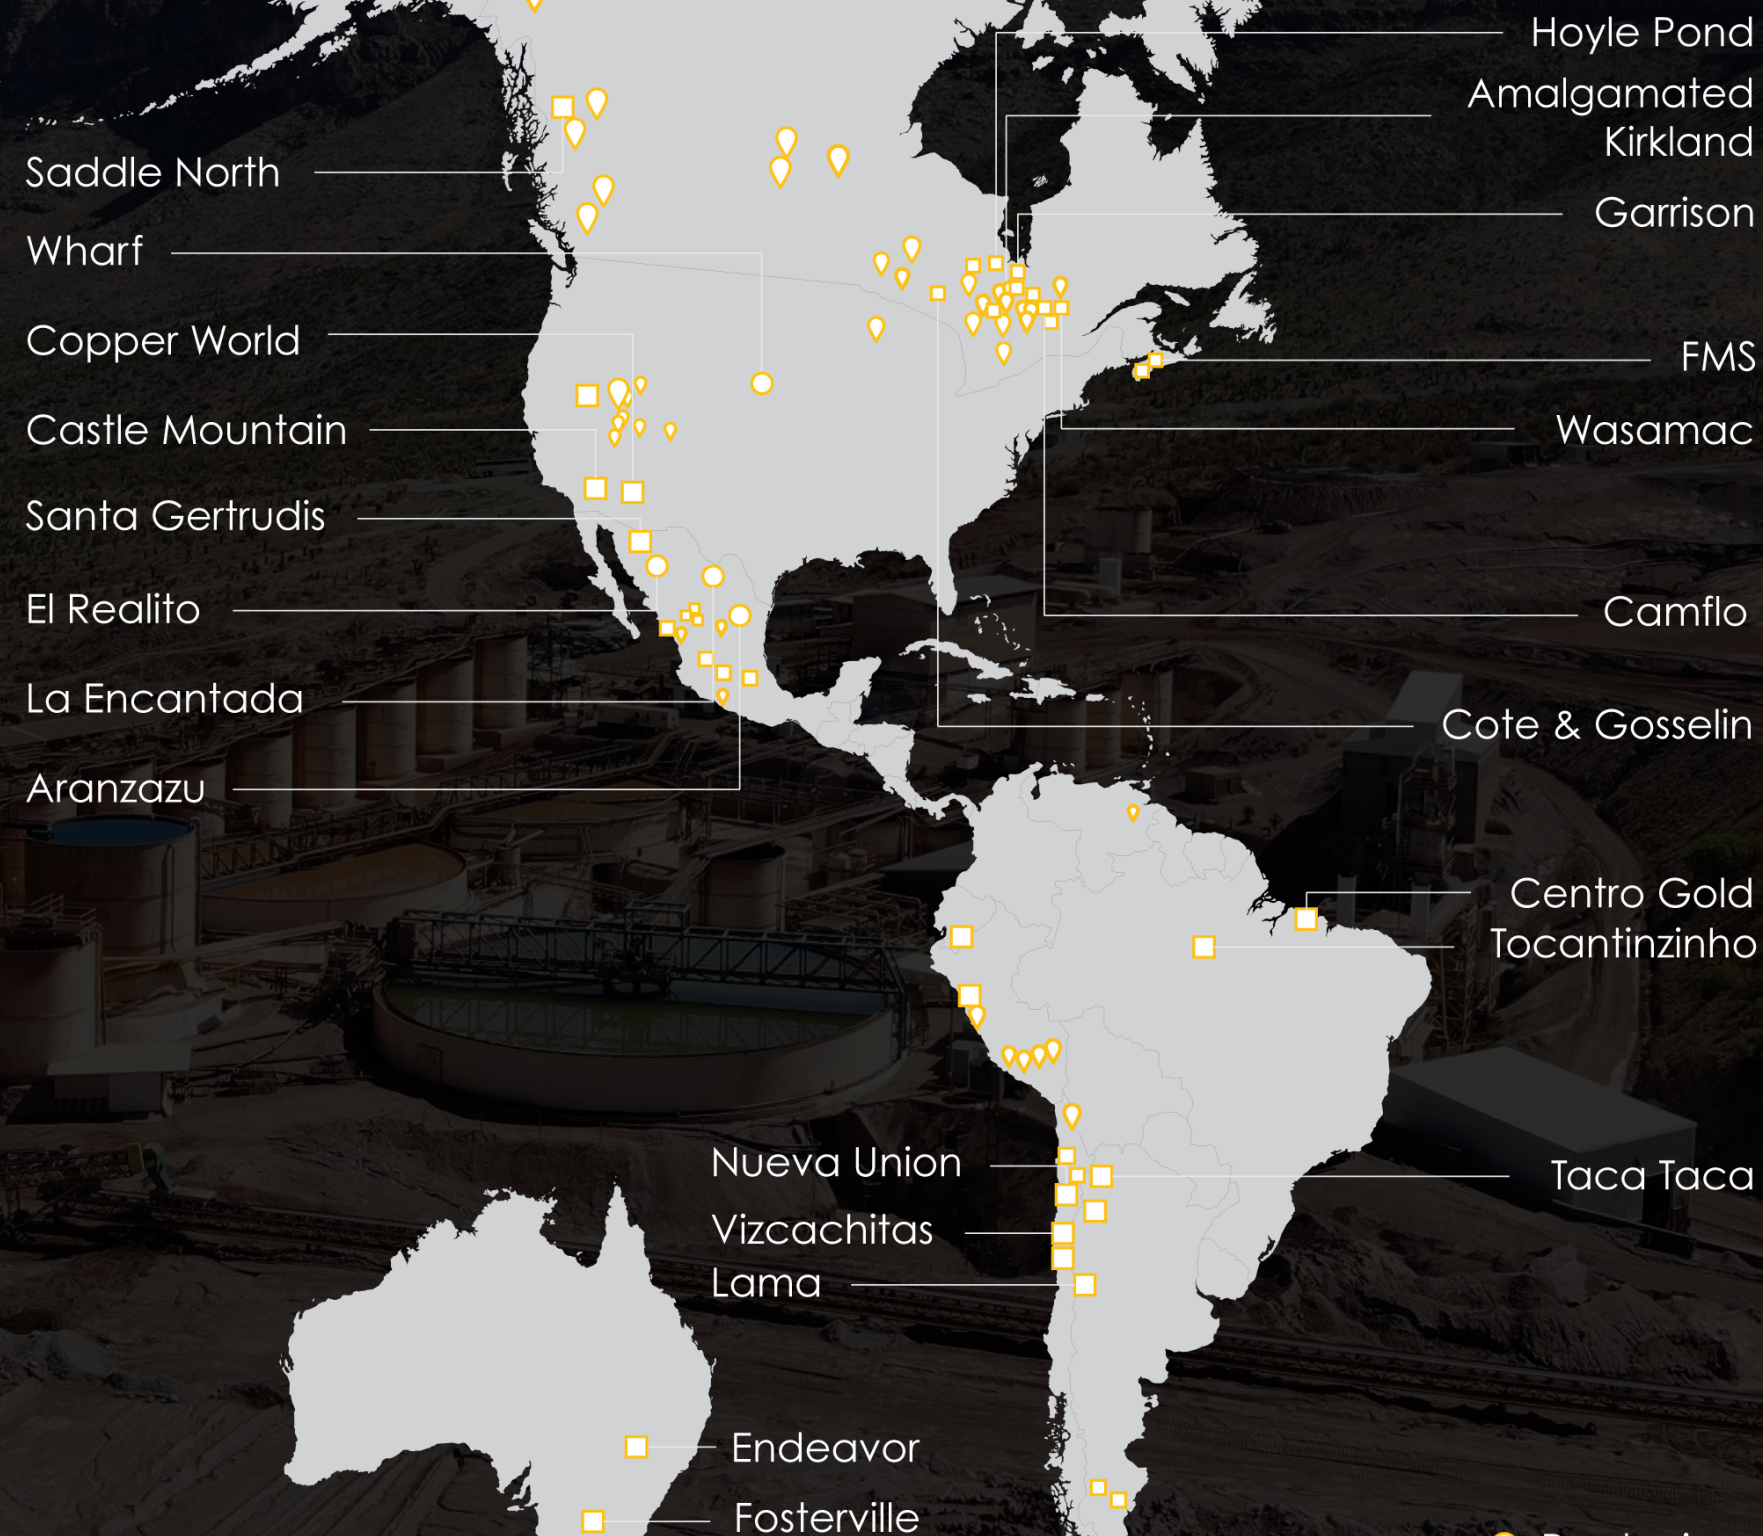 Hoyle Pond
Amalgamated
Kirkland
Saddle North
Garrison
Wharf
Copper World
FMS
Castle Mountain
Wasamac
Santa Gertrudis
El Realito
Camflo
La Encantada
Cote & Gosselin
Aranzazu
Centro Gold
Tocantinzinho
Nueva Union
Taca Taca
Vizcachitas
Lama
Endeavor
Fosterville